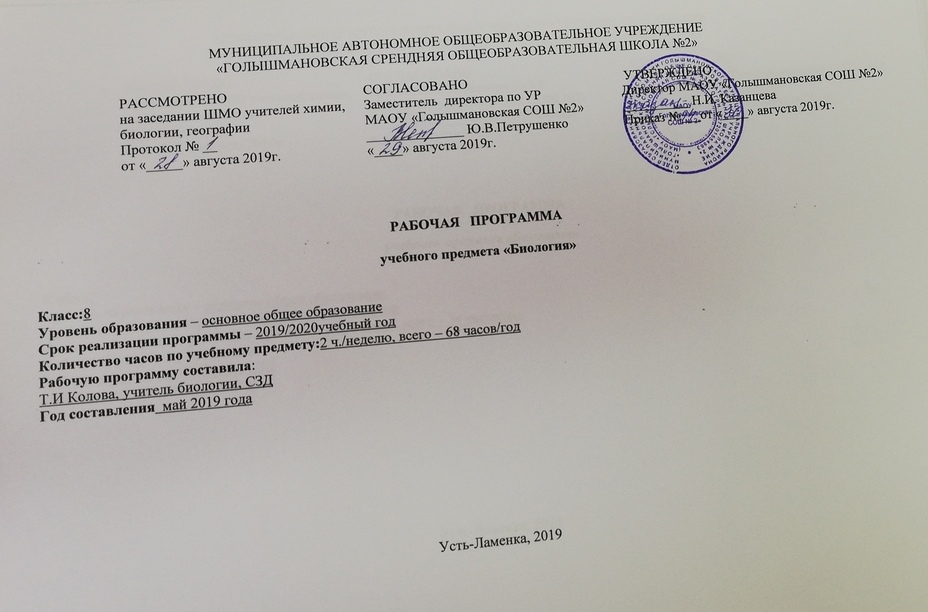 МУНИЦИПАЛЬНОЕ АВТОНОМНОЕ ОБЩЕОБРАЗОВАТЕЛЬНОЕ УЧРЕЖДЕНИЕ
«ГОЛЫШМАНОВСКАЯ СРЕНДНЯЯ ОБЩЕОБРАЗОВАТЕЛЬНАЯ ШКОЛА №2»
РАССМОТРЕНО
на заседании ШМО учителей химии,
биологии, географии
Протокол № 1
от «28» августа 2019г.
СОГЛАСОВАНО
Заместитель директора по УР
МАОУ «Голышмановская СОШ №2»
Ю.В.Петрушенко
«29» августа 2019г.
УТВЕРЖДЕНО
Директор МАОУ «Голышмановская СОШ №2»
Н.И. Казанцева
Приказ № от « » августа 2019г.
РАБОЧАЯ ПРОГРАММА
учебного предмета «Биология»
Класс:8
Уровень образования – основное общее образование
Срок реализации программы – 2019/2020учебный год
Количество часов по учебному предмету:2 ч./неделю, всего – 68 часов/год
Рабочую программу составила:
Т.И Колова, учитель биологии, СЗД
Год составления май 2019 года
Усть-Ламенка, 2019